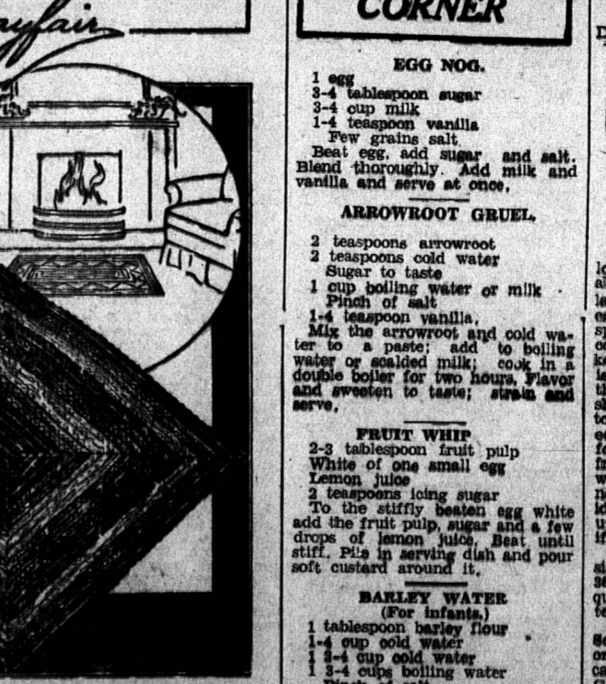 CORNER
EGG NOG.
1 egg
3-4 tablespoon sugar
3-4 cup milk
1-4 teaspoon vanilla
Few grains salt.
Beat egg, add sugar and salt.
Blend thoroughly. Add milk and
vanilla and serve at once.
ARROWROOT GRUEL.
2 teaspoons arrowroot
2 teaspoons cold water
Sugar to taste
1 cup boiling water or milk
Pinch of salt
1-4 teaspoon vanilla.
Mix the arrowroot and cold wa-
ter to a paste; add to boiling
water or scalded milk; cook in a
double boiler for two hours. Flavor
and sweeten to taste; strain and
serve.
FRUIT WHIP
2-3 tablespoon fruit pulp
White of one small egg
Lemon juice
2 teaspoons icing sugar
To the stiffly beaten egg white
add the fruit pulp, sugar and a few
drops of lemon juice. Beat until
stiff. Pile in serving dish and pour
soft custard around it.
BARLEY WATER
(For infants.)
1 tablespoon barley flour
1-4 cup cold water
1 3-4 cup cold water
1 3-4 cups boiling water